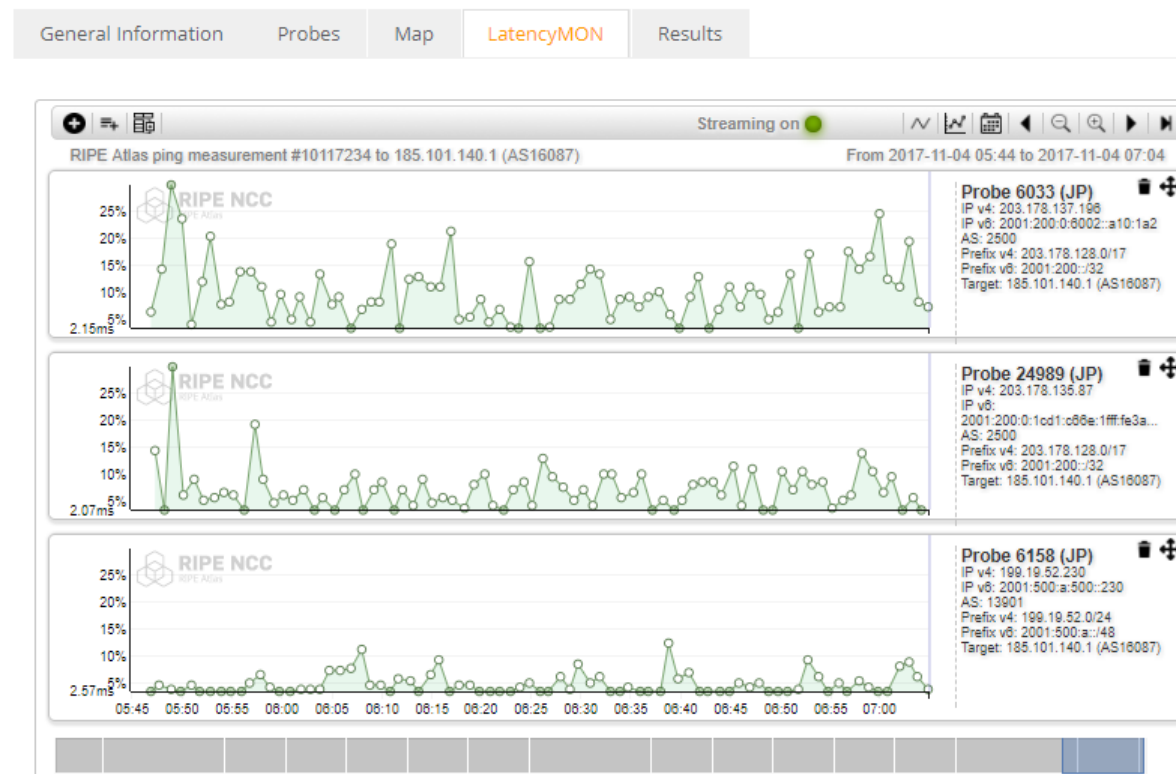 General Information Probes Map LatencyMON Results
Streaming on
RIPE Atlas ping measurement #10117234 to 185.101.140.1 (AS16087) From 2017-11-04 05:44 to 2017-11-04 07:04
RIPE NCC
RIPE Atlas
25%
20%
15%
10%
5%
2.15ms
Probe 6033 (JP)
IP v4: 203.178.137.196
IP v6: 2001:200:0:6002::a10:1a2
AS: 2500
Prefix v4: 203.178.128.0/17
Prefix v6: 2001:200::/32
Target: 185.101.140.1 (AS16087)
RIPE NCC
RIPE Atlas
25%
20%
15%
10%
5%
2.07ms
Probe 24989 (JP)
IP v4: 203.178.135.87
IP v6:
2001:200:0:1cd1:c66e:1fff:fe3a...
AS: 2500
Prefix v4: 203.178.128.0/17
Prefix v6: 2001:200::/32
Target: 185.101.140.1 (AS16087)
RIPE NCC
RIPE Atlas
25%
20%
15%
10%
5%
2.57ms
Probe 6158 (JP)
IP v4: 199.19.52.230
IP v6: 2001:500:a:500::230
AS: 13901
Prefix v4: 199.19.52.0/24
Prefix v6: 2001:500:a::/48
Target: 185.101.140.1 (AS16087)
05:45 05:50 05:55 06:00 06:05 06:10 06:15 06:20 06:25 06:30 06:35 06:40 06:45 06:50 06:55 07:00